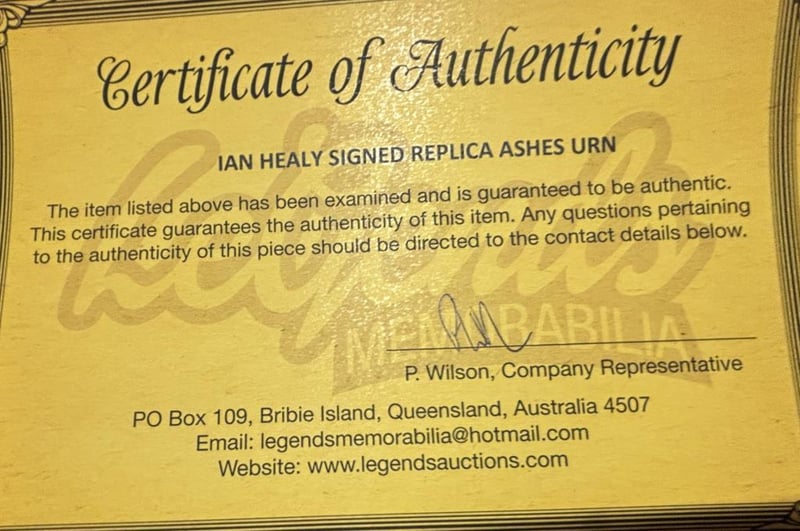 Certificate of Authenticity
IAN HEALY SIGNED REPLICA ASHES URN
The item listed above has been examined and is guaranteed to be authentic.
This certificate guarantees the authenticity of this item. Any questions pertaining
to the authenticity of this piece should be directed to the contact details below.
Legends
MEMORABILIA
P. Wilson, Company Representative
PO Box 109, Bribie Island, Queensland, Australia 4507
Email: legendsmemorabilia@hotmail.com
Website: www.legendsauctions.com